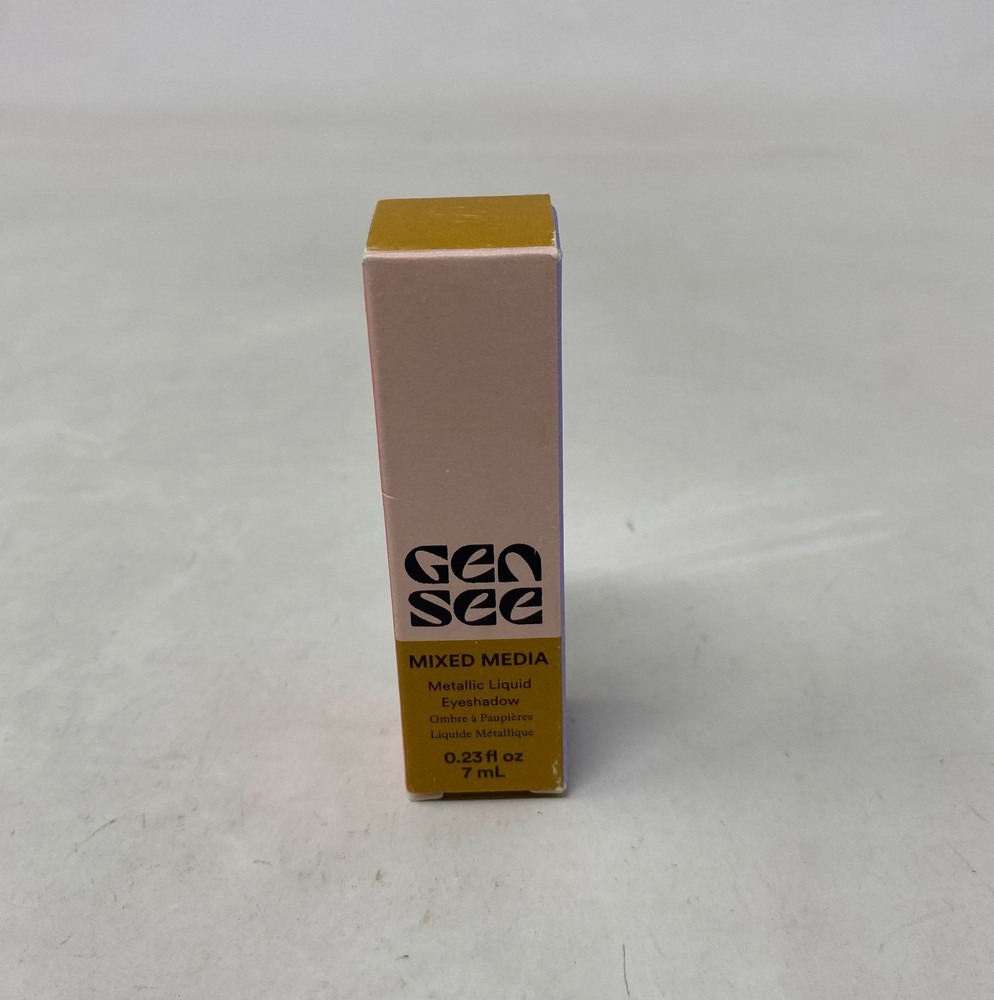 GEN
SEE
MIXED MEDIA
Metallic Liquid
Eyeshadow
Ombre à Paupières
Liquide Métallique
0.23 fl oz
7 mL